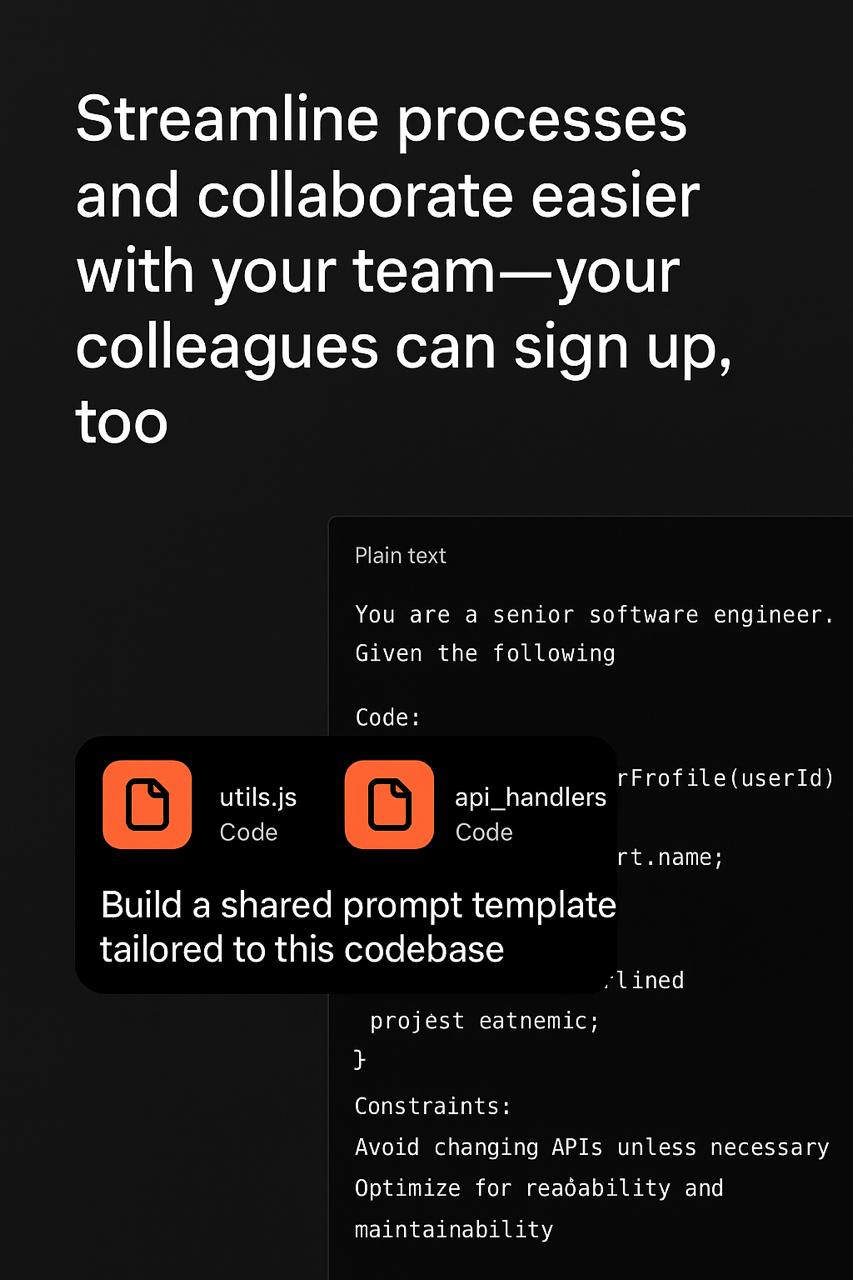 Streamline processes
and collaborate easier
with your team—your
colleagues can sign up,
too
Plain text
You are a senior software engineer.
Given the following
Code:
rFrofile(userId)
rt.name;
utils.js
Code
api_handlers
Code
Build a shared prompt template
tailored to this codebase
rlined
projest eatnemic;
}
Constraints:
Avoid changing APIs unless necessary
Optimize for reaability and
maintainability